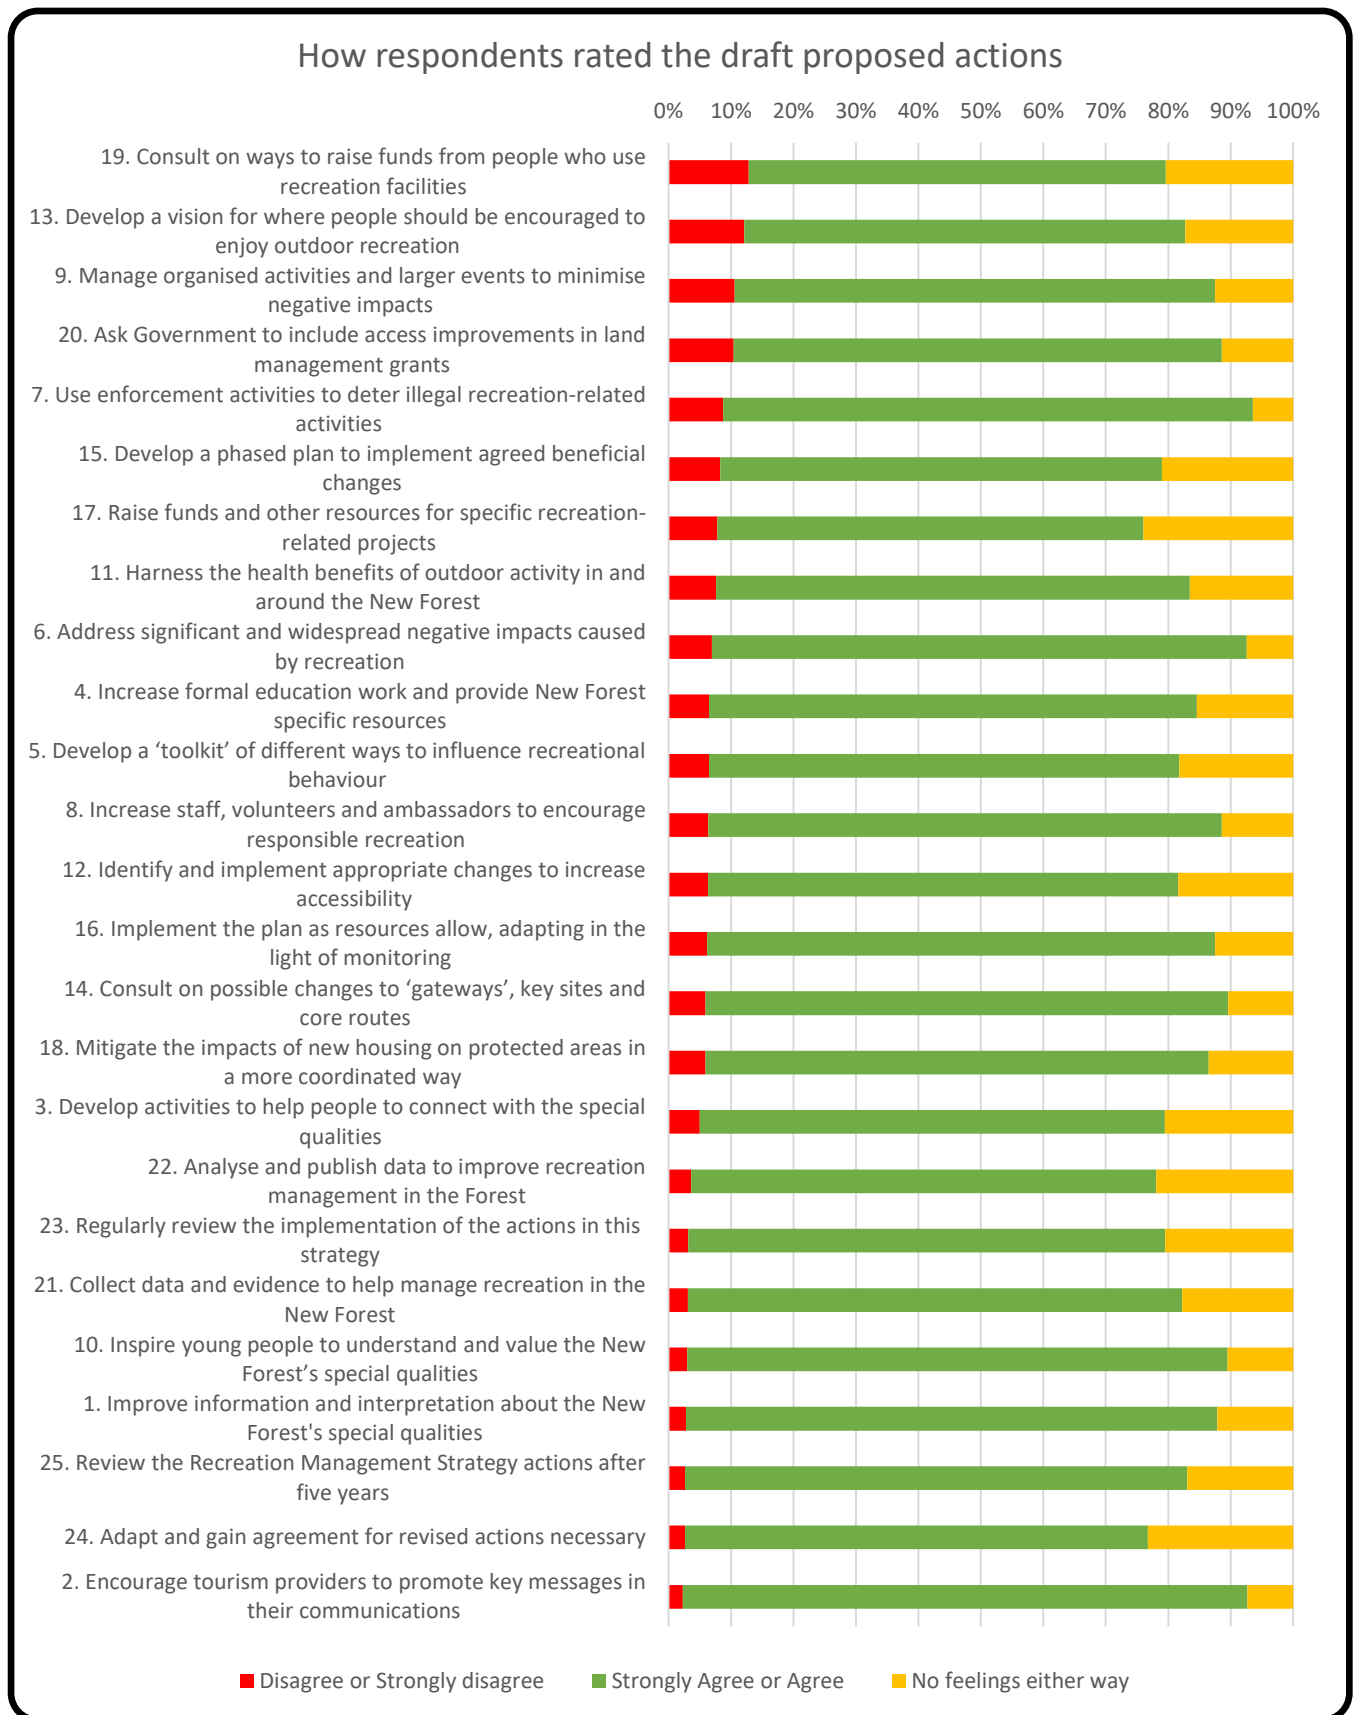 How respondents rated the draft proposed actions
0% 10% 20% 30% 40% 50% 60% 70% 80% 90% 100%
19. Consult on ways to raise funds from people who use
recreation facilities
13. Develop a vision for where people should be encouraged to
enjoy outdoor recreation
9. Manage organised activities and larger events to minimise
negative impacts
20. Ask Government to include access improvements in land
management grants
7. Use enforcement activities to deter illegal recreation-related
activities
15. Develop a phased plan to implement agreed beneficial
changes
17. Raise funds and other resources for specific recreation-
related projects
11. Harness the health benefits of outdoor activity in and
around the New Forest
6. Address significant and widespread negative impacts caused
by recreation
4. Increase formal education work and provide New Forest
specific resources
5. Develop a ‘toolkit’ of different ways to influence recreational
behaviour
8. Increase staff, volunteers and ambassadors to encourage
responsible recreation
12. Identify and implement appropriate changes to increase
accessibility
16. Implement the plan as resources allow, adapting in the
light of monitoring
14. Consult on possible changes to ‘gateways’, key sites and
core routes
18. Mitigate the impacts of new housing on protected areas in
a more coordinated way
3. Develop activities to help people to connect with the special
qualities
22. Analyse and publish data to improve recreation
management in the Forest
23. Regularly review the implementation of the actions in this
strategy
21. Collect data and evidence to help manage recreation in the
New Forest
10. Inspire young people to understand and value the New
Forest’s special qualities
1. Improve information and interpretation about the New
Forest's special qualities
25. Review the Recreation Management Strategy actions after
five years
24. Adapt and gain agreement for revised actions necessary
2. Encourage tourism providers to promote key messages in
their communications
Disagree or Strongly disagree Strongly Agree or Agree No feelings either way